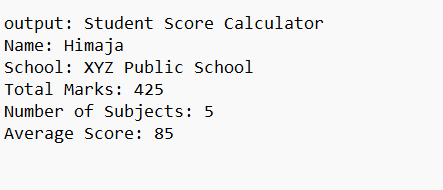 output: Student Score Calculator
Name: Himaja
School: XYZ Public School
Total Marks: 425
Number of Subjects: 5
Average Score: 85